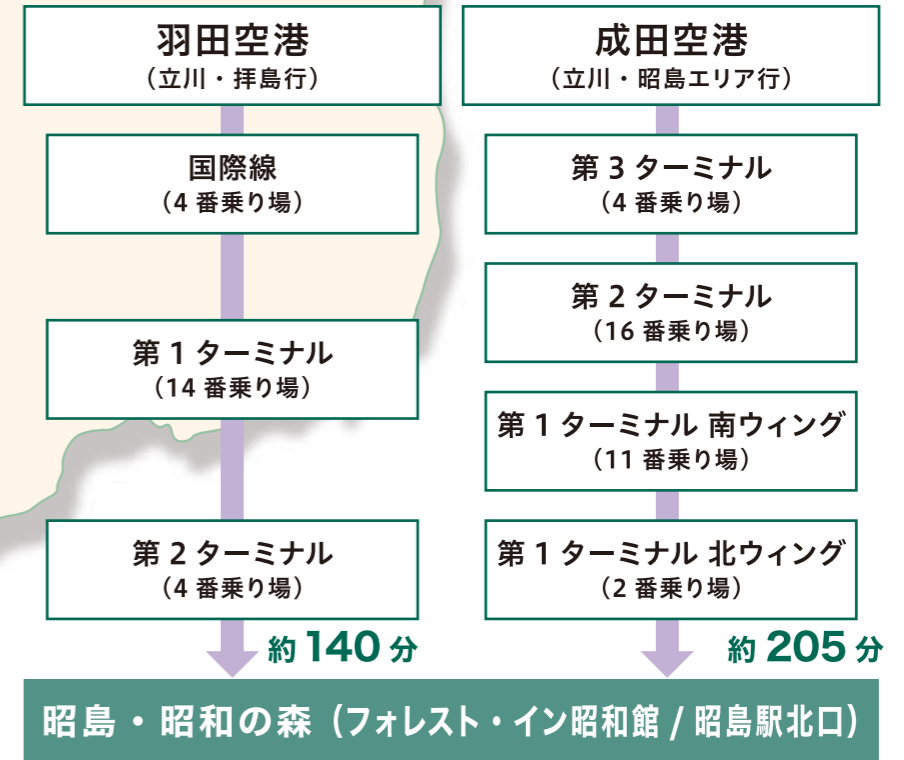 羽田空港
（立川・拝島行）
国際線
（4 番乗り場）
第 1 ターミナル
（14 番乗り場）
第 2 ターミナル
（4 番乗り場）
約 140 分
成田空港
（立川・昭島エリア行）
第 3 ターミナル
（4 番乗り場）
第 2 ターミナル
（16 番乗り場）
第 1 ターミナル 南ウィング
（11 番乗り場）
第 1 ターミナル 北ウィング
（2 番乗り場）
約 205 分
昭島・昭和の森（フォレスト・イン昭和館 / 昭島駅北口）